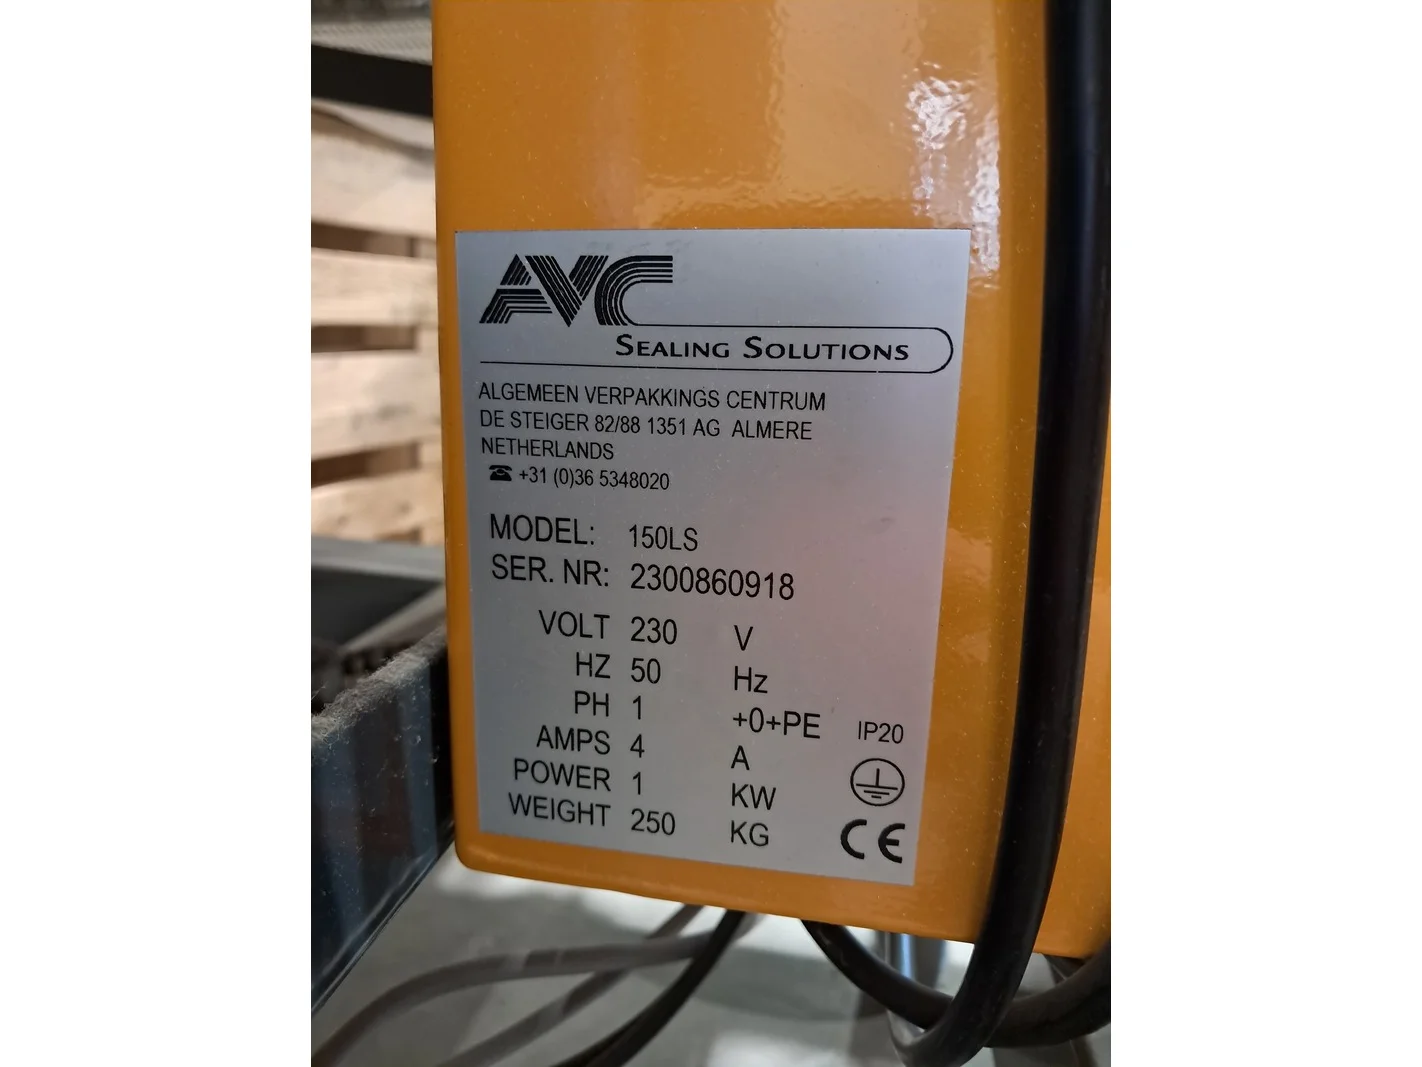 AVC
SEALING SOLUTIONS
ALGEMEEN VERPAKKINGS CENTRUM
DE STEIGER 82/88 1351 AG ALMERE
NETHERLANDS
☎ +31 (0)36 5348020
MODEL: 150LS
SER. NR: 2300860918
VOLT 230 V
HZ 50 Hz
PH 1 +0+PE IP20
AMPS 4 A
POWER 1 KW
WEIGHT 250 KG
CE